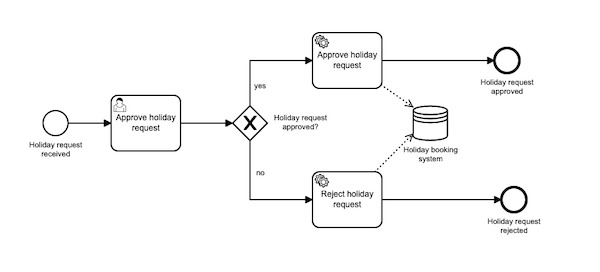 Holiday request
received
Approve holiday
request
Holiday request
approved?
yes
no
Approve holiday
request
Reject holiday
request
Holiday booking
system
Holiday request
approved
Holiday request
rejected